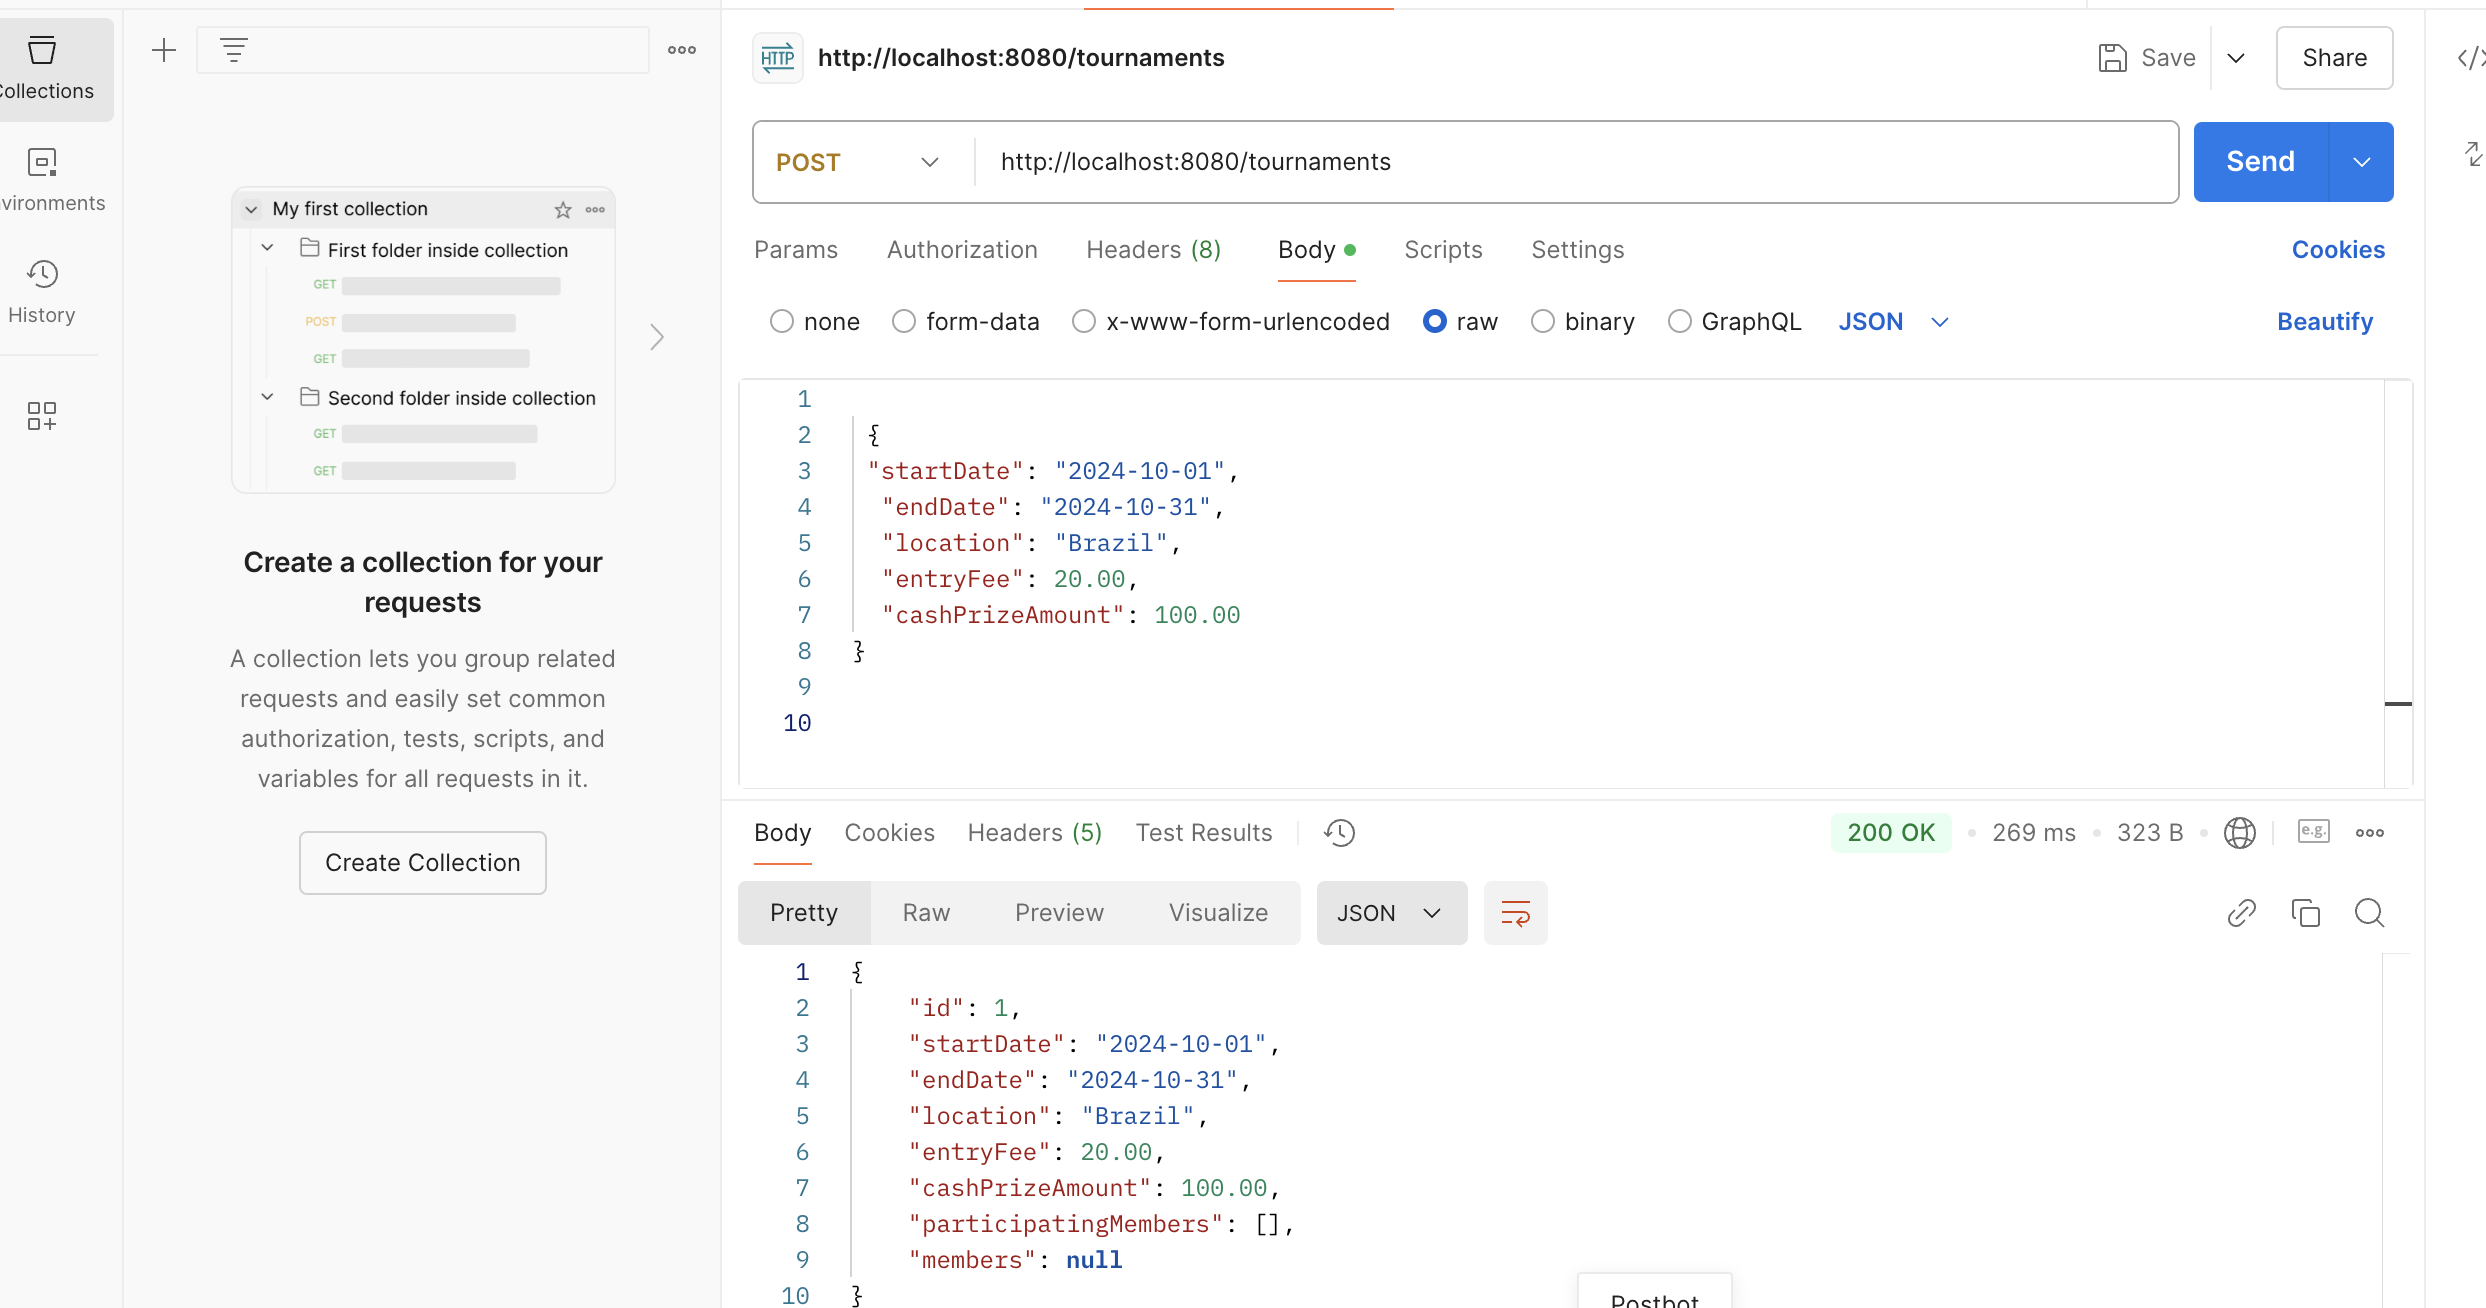 Collections
vironments
History
My first collection
First folder inside collection
GET
POST
GET
Second folder inside collection
GET
GET
Create a collection for your
requests
A collection lets you group related
requests and easily set common
authorization, tests, scripts, and
variables for all requests in it.
Create Collection
HTTP http://localhost:8080/tournaments
Save
Share
</>
POST http://localhost:8080/tournaments
Send
Params Authorization Headers (8) Body Scripts Settings Cookies
none form-data x-www-form-urlencoded raw binary GraphQL JSON Beautify
1
2 {
3 "startDate": "2024-10-01",
4 "endDate": "2024-10-31",
5 "location": "Brazil",
6 "entryFee": 20.00,
7 "cashPrizeAmount": 100.00
8 }
9
10
Body Cookies Headers (5) Test Results 200 OK 269 ms 323 B e.g.
Pretty Raw Preview Visualize JSON
1 {
2 "id": 1,
3 "startDate": "2024-10-01",
4 "endDate": "2024-10-31",
5 "location": "Brazil",
6 "entryFee": 20.00,
7 "cashPrizeAmount": 100.00,
8 "participatingMembers": [],
9 "members": null
10 }
Postbot